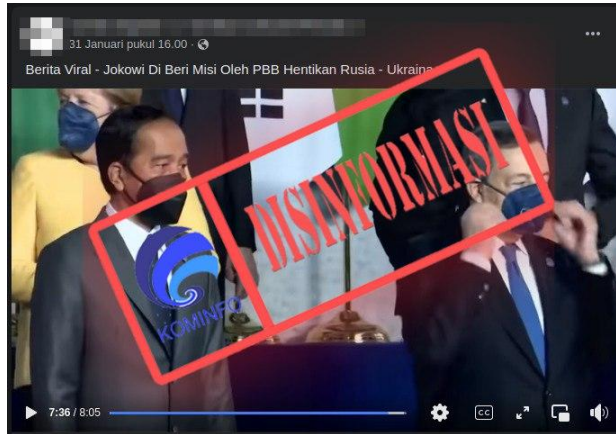 31 Januari pukul 16.00 ·
Berita Viral - Jokowi Di Beri Misi Oleh PBB Hentikan Rusia - Ukraina
DISINFORMASI
KOMINFO
7:36 / 8:05
CC